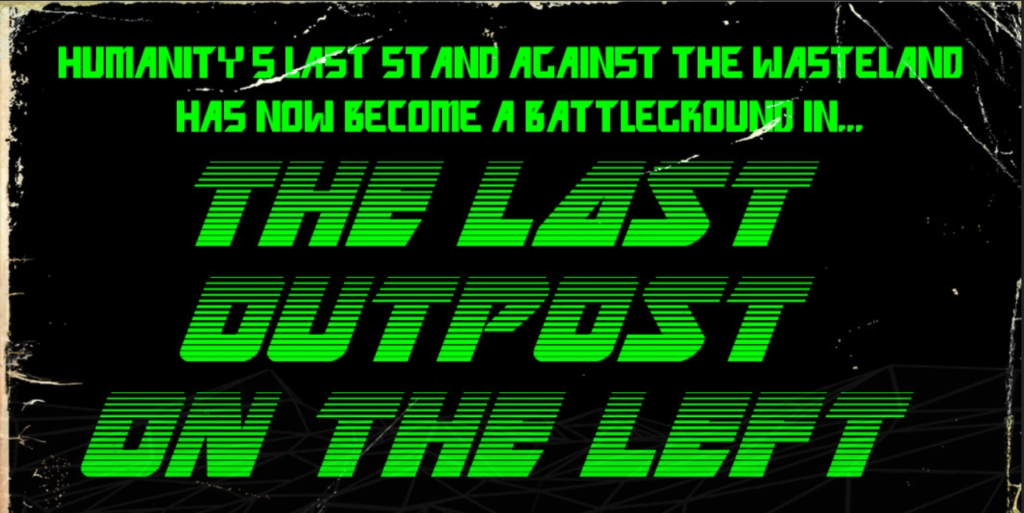 HUMANITY'S LAST STAND AGAINST THE WASTELAND
HAS NOW BECOME A BATTLEGROUND IN...
THE LAST
OUTPOST
ON THE LEFT